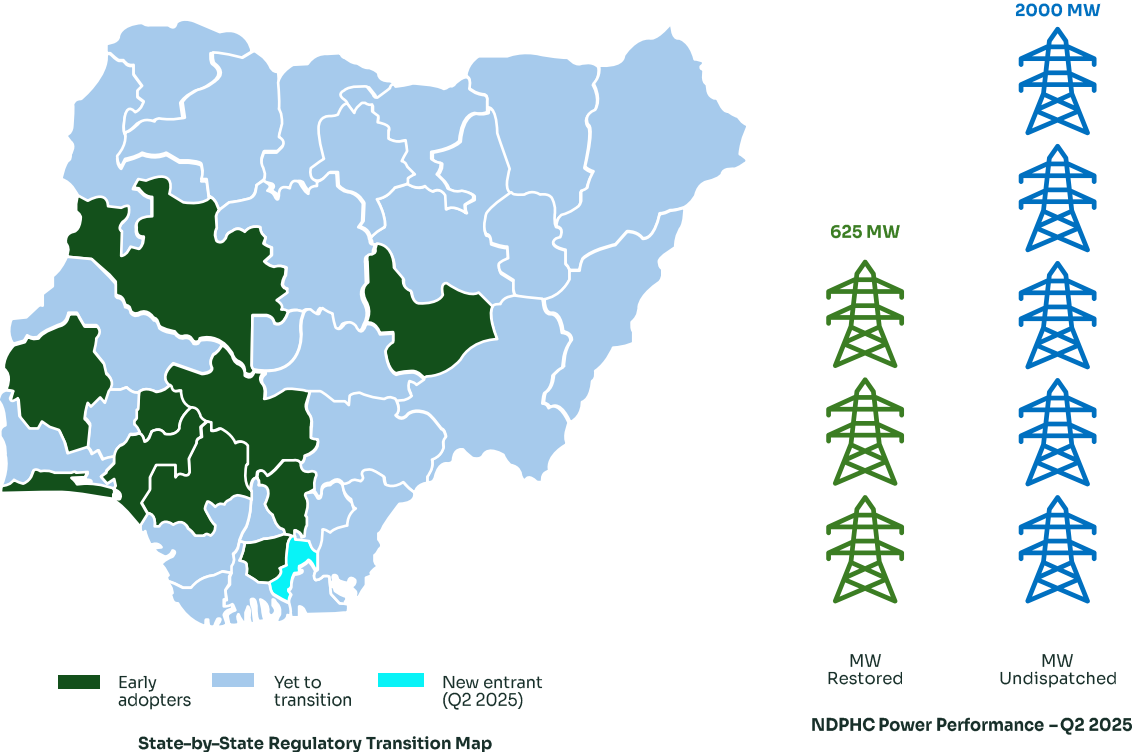 2000 MW
625 MW
MW
Restored
MW
Undispatched
NDPHC Power Performance – Q2 2025
Early
adopters
Yet to
transition
New entrant
(Q2 2025)
State-by-State Regulatory Transition Map